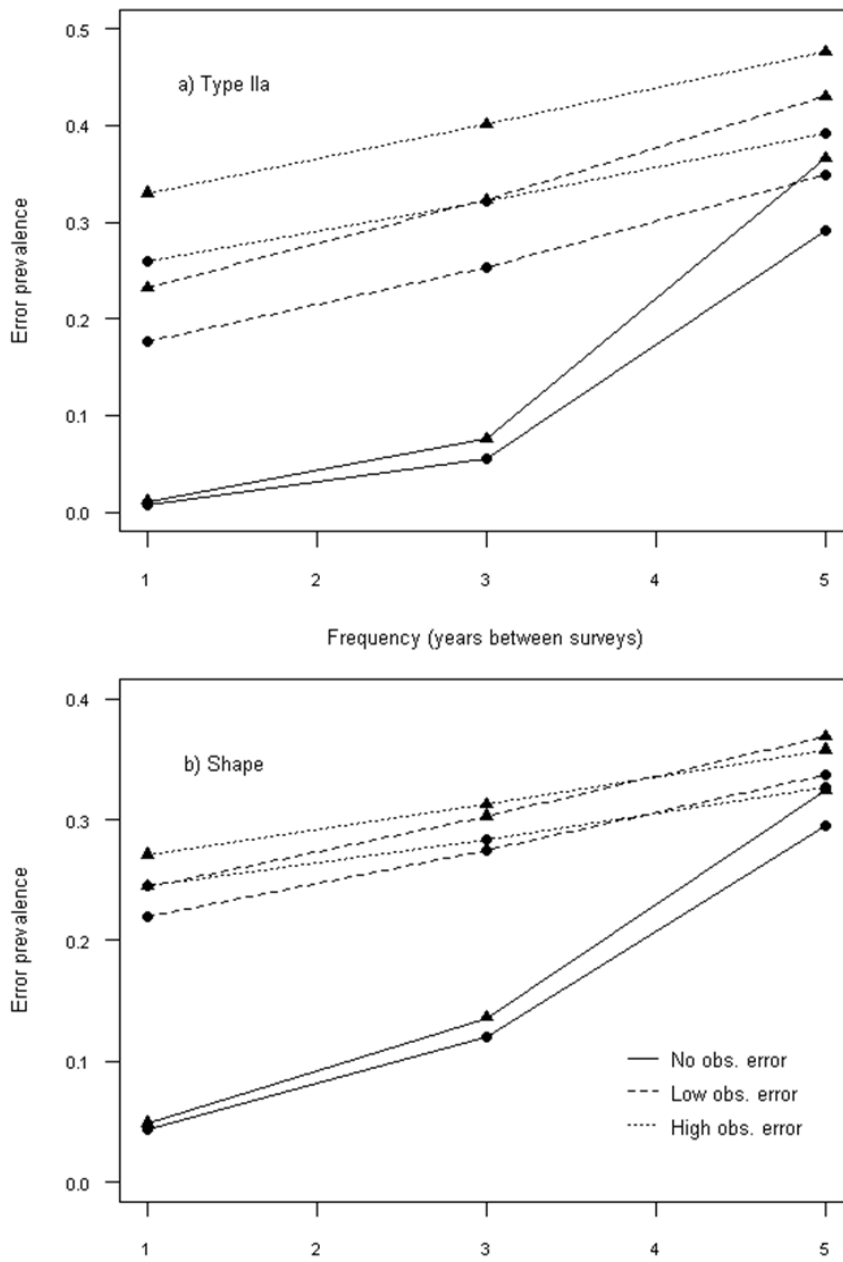 0.5
a) Type IIa
0.4
0.3
0.2
0.1
0.0
Error prevalence
1 2 3 4 5
Frequency (years between surveys)
0.4
b) Shape
0.3
0.2
0.1
0.0
Error prevalence
No obs. error
Low obs. error
High obs. error
1 2 3 4 5